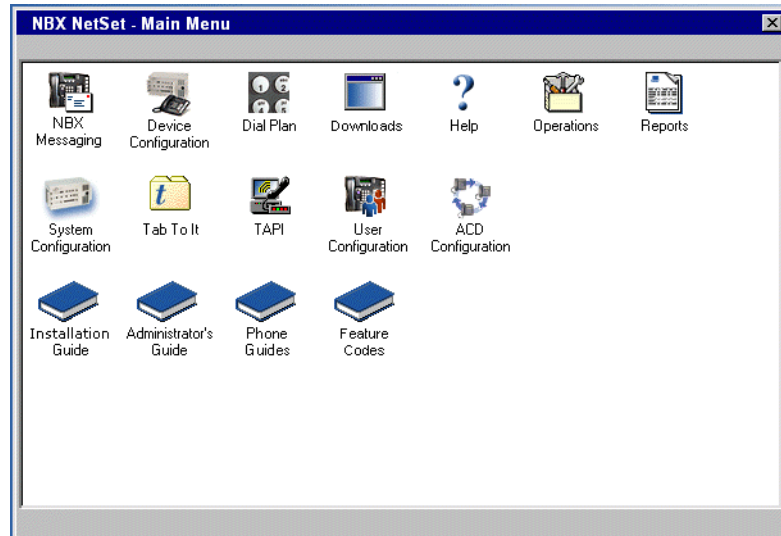 NBX NetSet - Main Menu
NBX
Messaging
Device
Configuration
Dial Plan
Downloads
Help
Operations
Reports
System
Configuration
Tab To It
TAPI
User
Configuration
ACD
Configuration
Installation
Guide
Administrator's
Guide
Phone
Guides
Feature
Codes